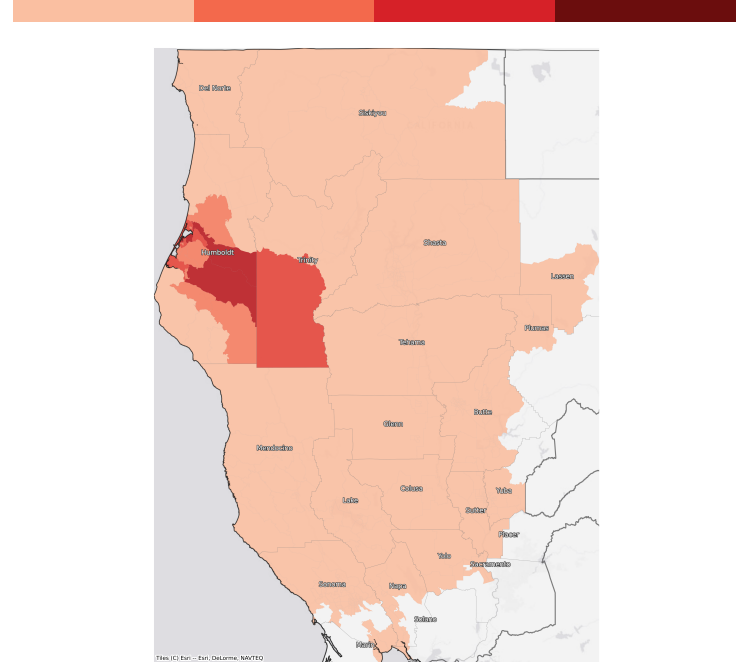 Del Norte
Siskiyou
Shasta
Humboldt
Trinity
Lassen
Plumas
Tehama
Butte
Glenn
Mendocino
Colusa
Yuba
Lake
Sutter
Placer
Yolo
Sacramento
Sonoma
Napa
Solano
Marin
Tiles (C) Esri -- Esri, DeLorme, NAVTEQ